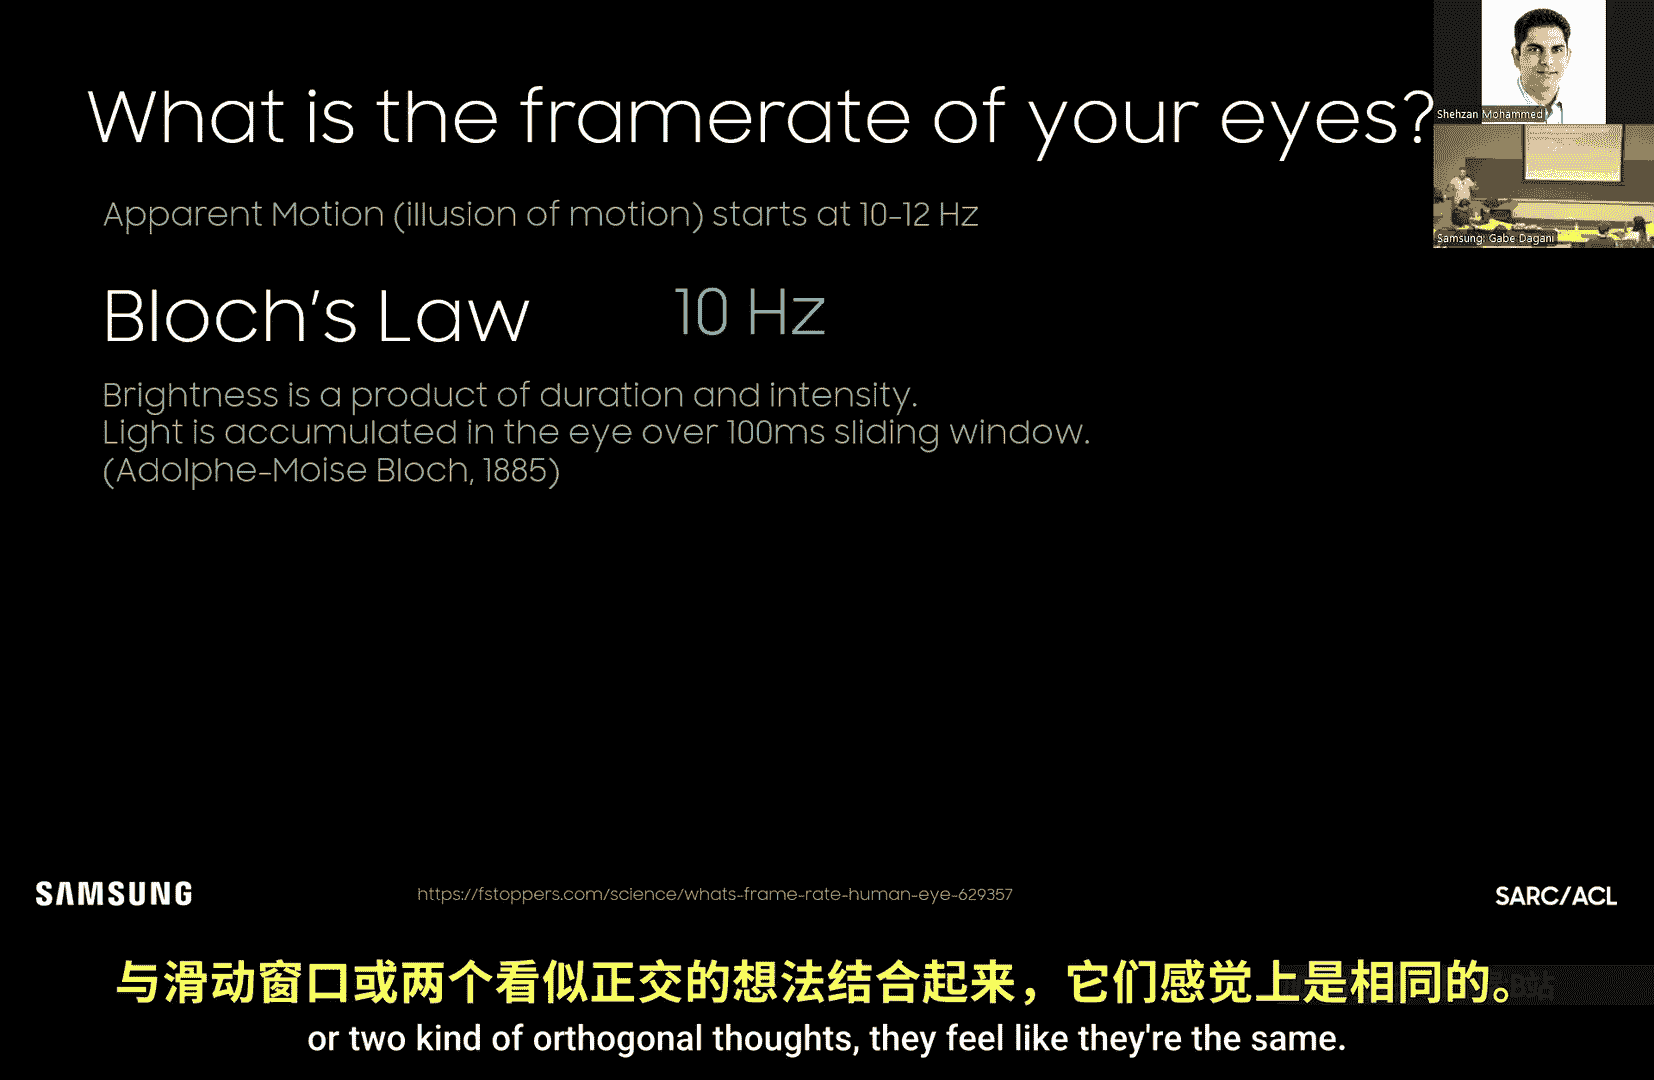 What is the framerate of your eyes?
Shehzan Mohammed
Apparent Motion (illusion of motion) starts at 10-12 Hz
Samsung: Gabe Dagani
Bloch's Law
10 Hz
Brightness is a product of duration and intensity.
Light is accumulated in the eye over 100ms sliding window.
(Adolphe-Moise Bloch, 1885)
SAMSUNG
https://fstoppers.com/science/whats-frame-rate-human-eye-629357
SARC/ACL
与滑动窗口或两个看似正交的想法结合起来，它们感觉上是相同的。
or two kind of orthogonal thoughts, they feel like they're the same.